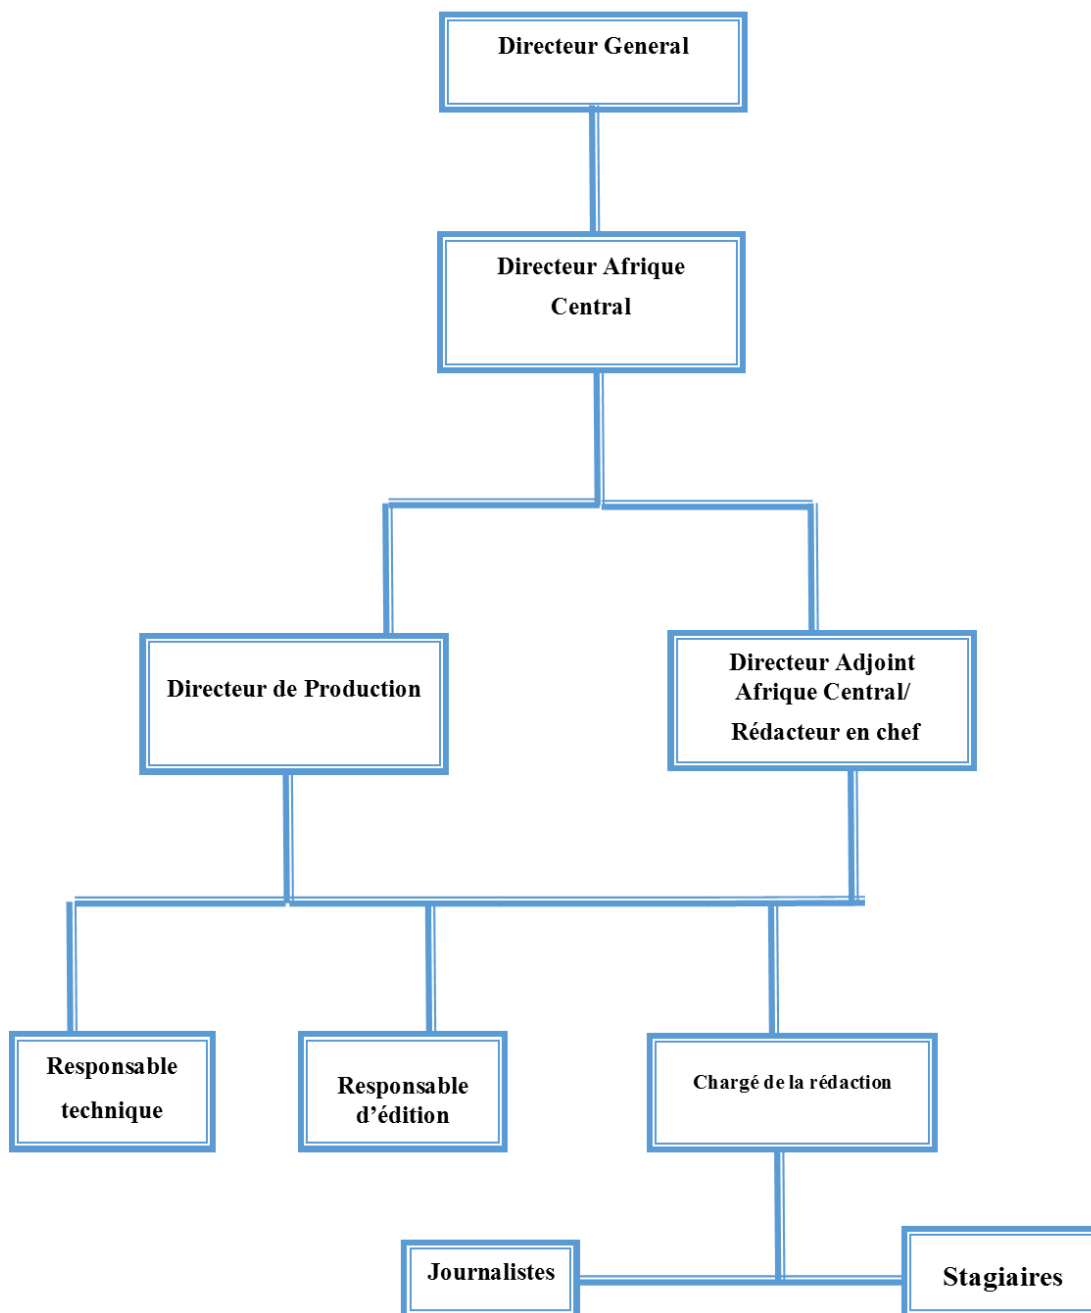 Directeur General
Directeur Afrique
Central
Directeur de Production
Directeur Adjoint
Afrique Central/
Rédacteur en chef
Responsable
technique
Responsable
d’édition
Chargé de la rédaction
Journalistes
Stagiaires